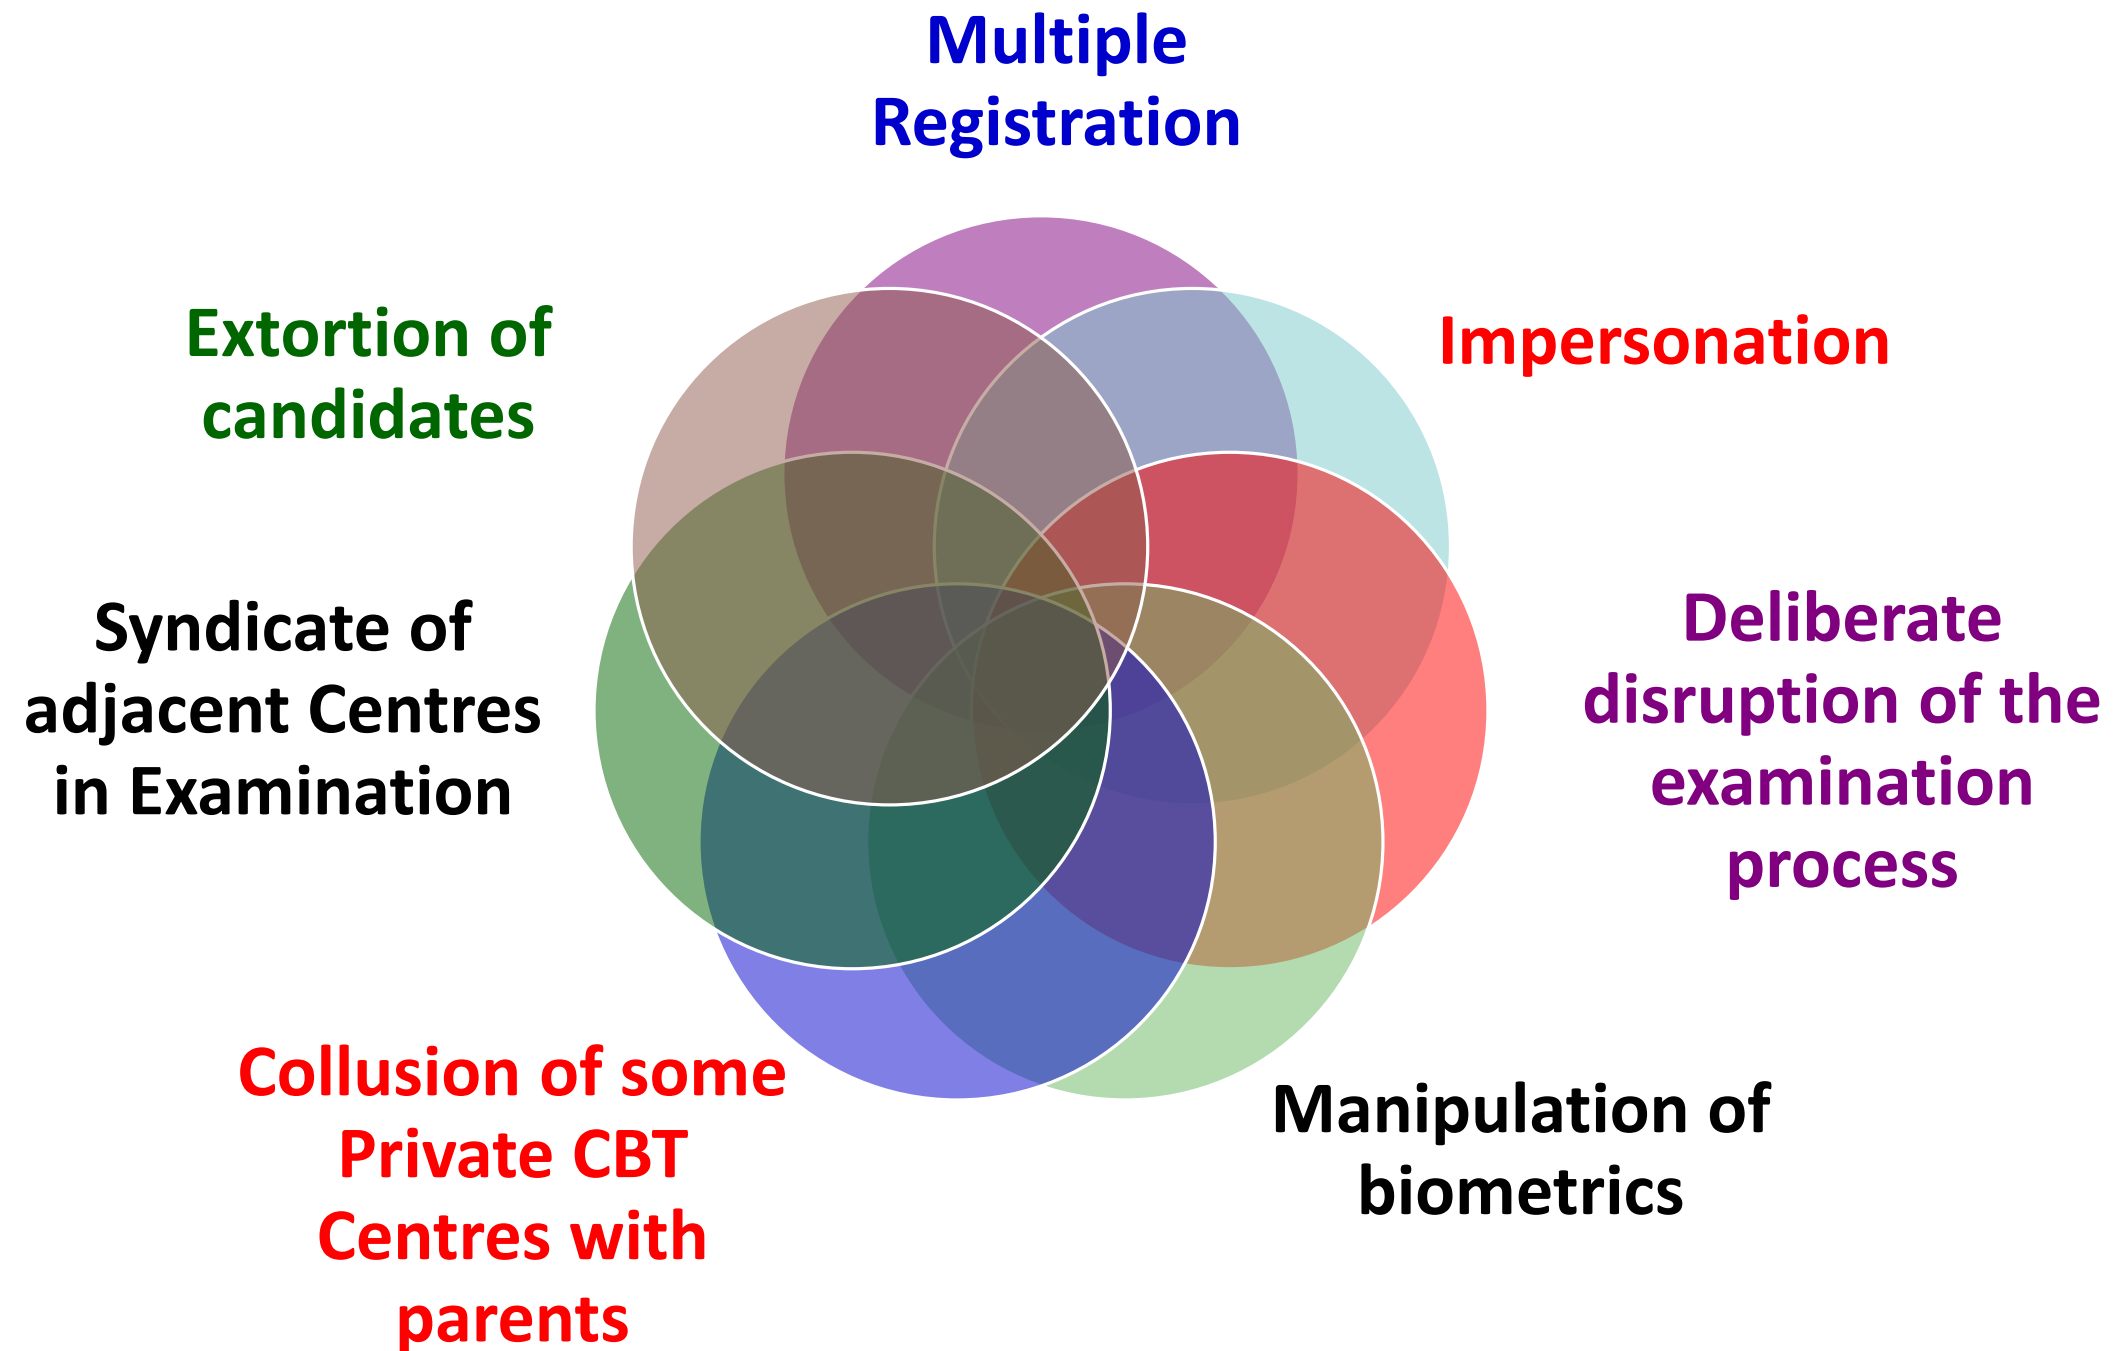 Multiple
Registration
Impersonation
Deliberate
disruption of the
examination
process
Manipulation of
biometrics
Collusion of some
Private CBT
Centres with
parents
Syndicate of
adjacent Centres
in Examination
Extortion of
candidates